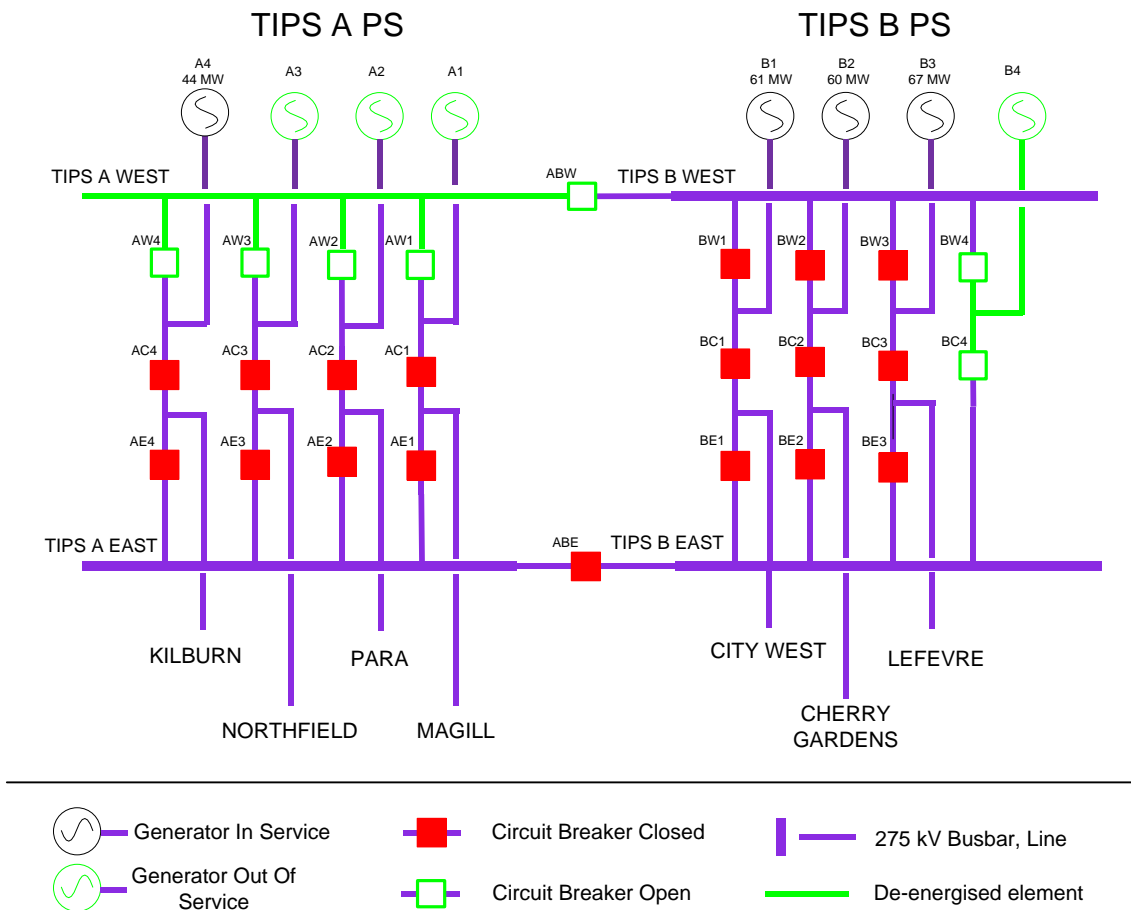 TIPS A PS
TIPS B PS
A4
44 MW
A3
A2
A1
B1
61 MW
B2
60 MW
B3
67 MW
B4
TIPS A WEST
ABW
TIPS B WEST
AW4
AW3
AW2
AW1
BW1
BW2
BW3
BW4
AC4
AC3
AC2
AC1
BC1
BC2
BC3
BC4
AE4
AE3
AE2
AE1
BE1
BE2
BE3
TIPS A EAST
ABE
TIPS B EAST
KILBURN
PARA
CITY WEST
LEFEVRE
NORTHFIELD
MAGILL
CHERRY
GARDENS
Generator In Service
Circuit Breaker Closed
275 kV Busbar, Line
Generator Out Of
Service
Circuit Breaker Open
De-energised element